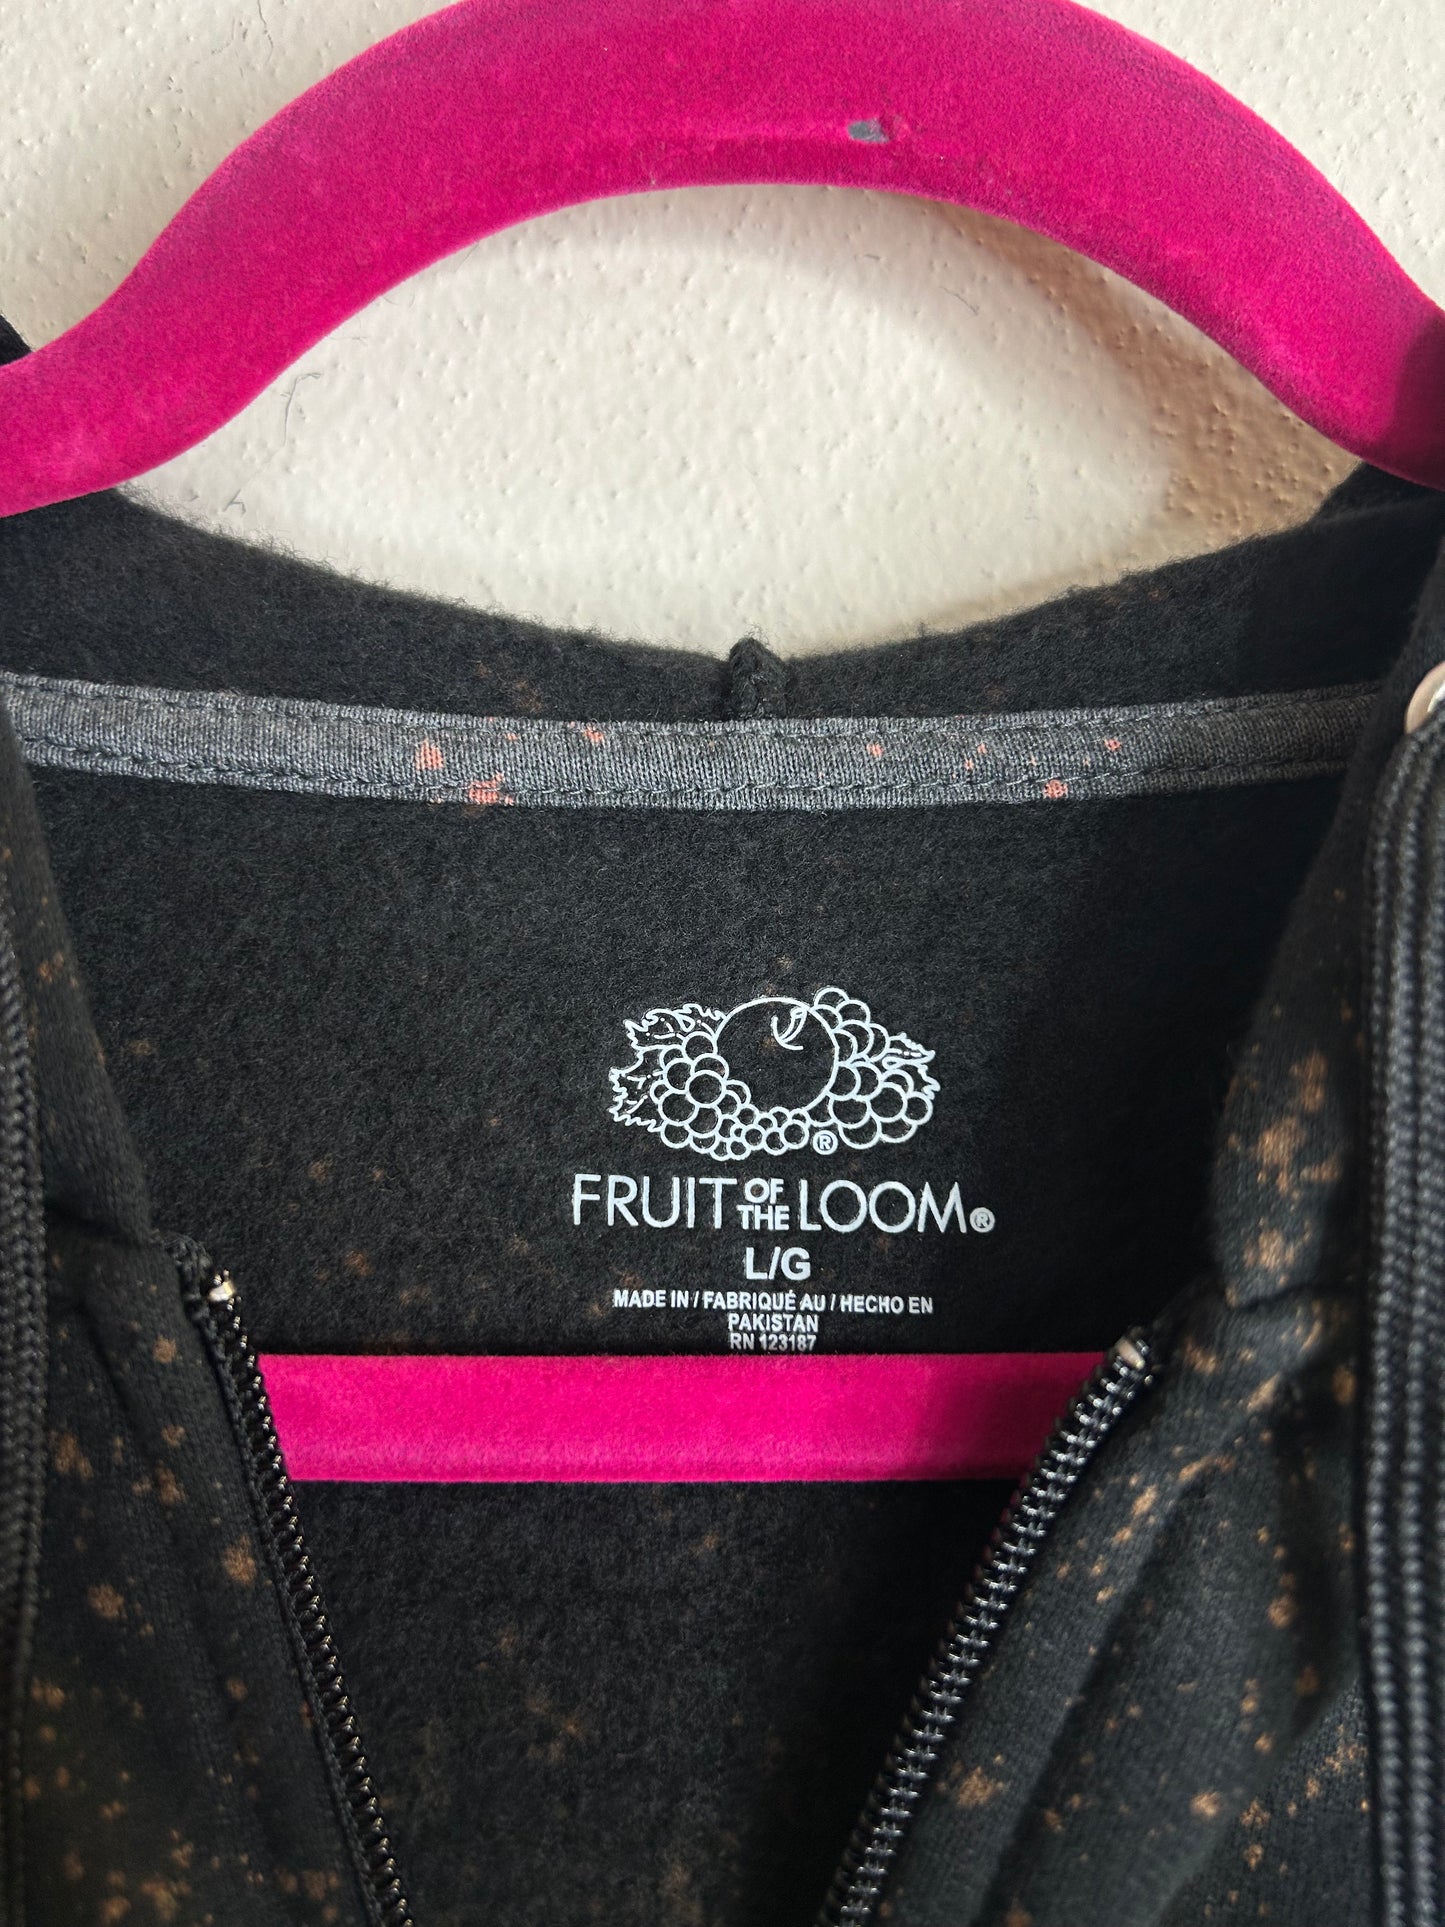 ®
FRUIT OF THE LOOM®
L/G
MADE IN / FABRIQUÉ AU / HECHO EN
PAKISTAN
RN 123187